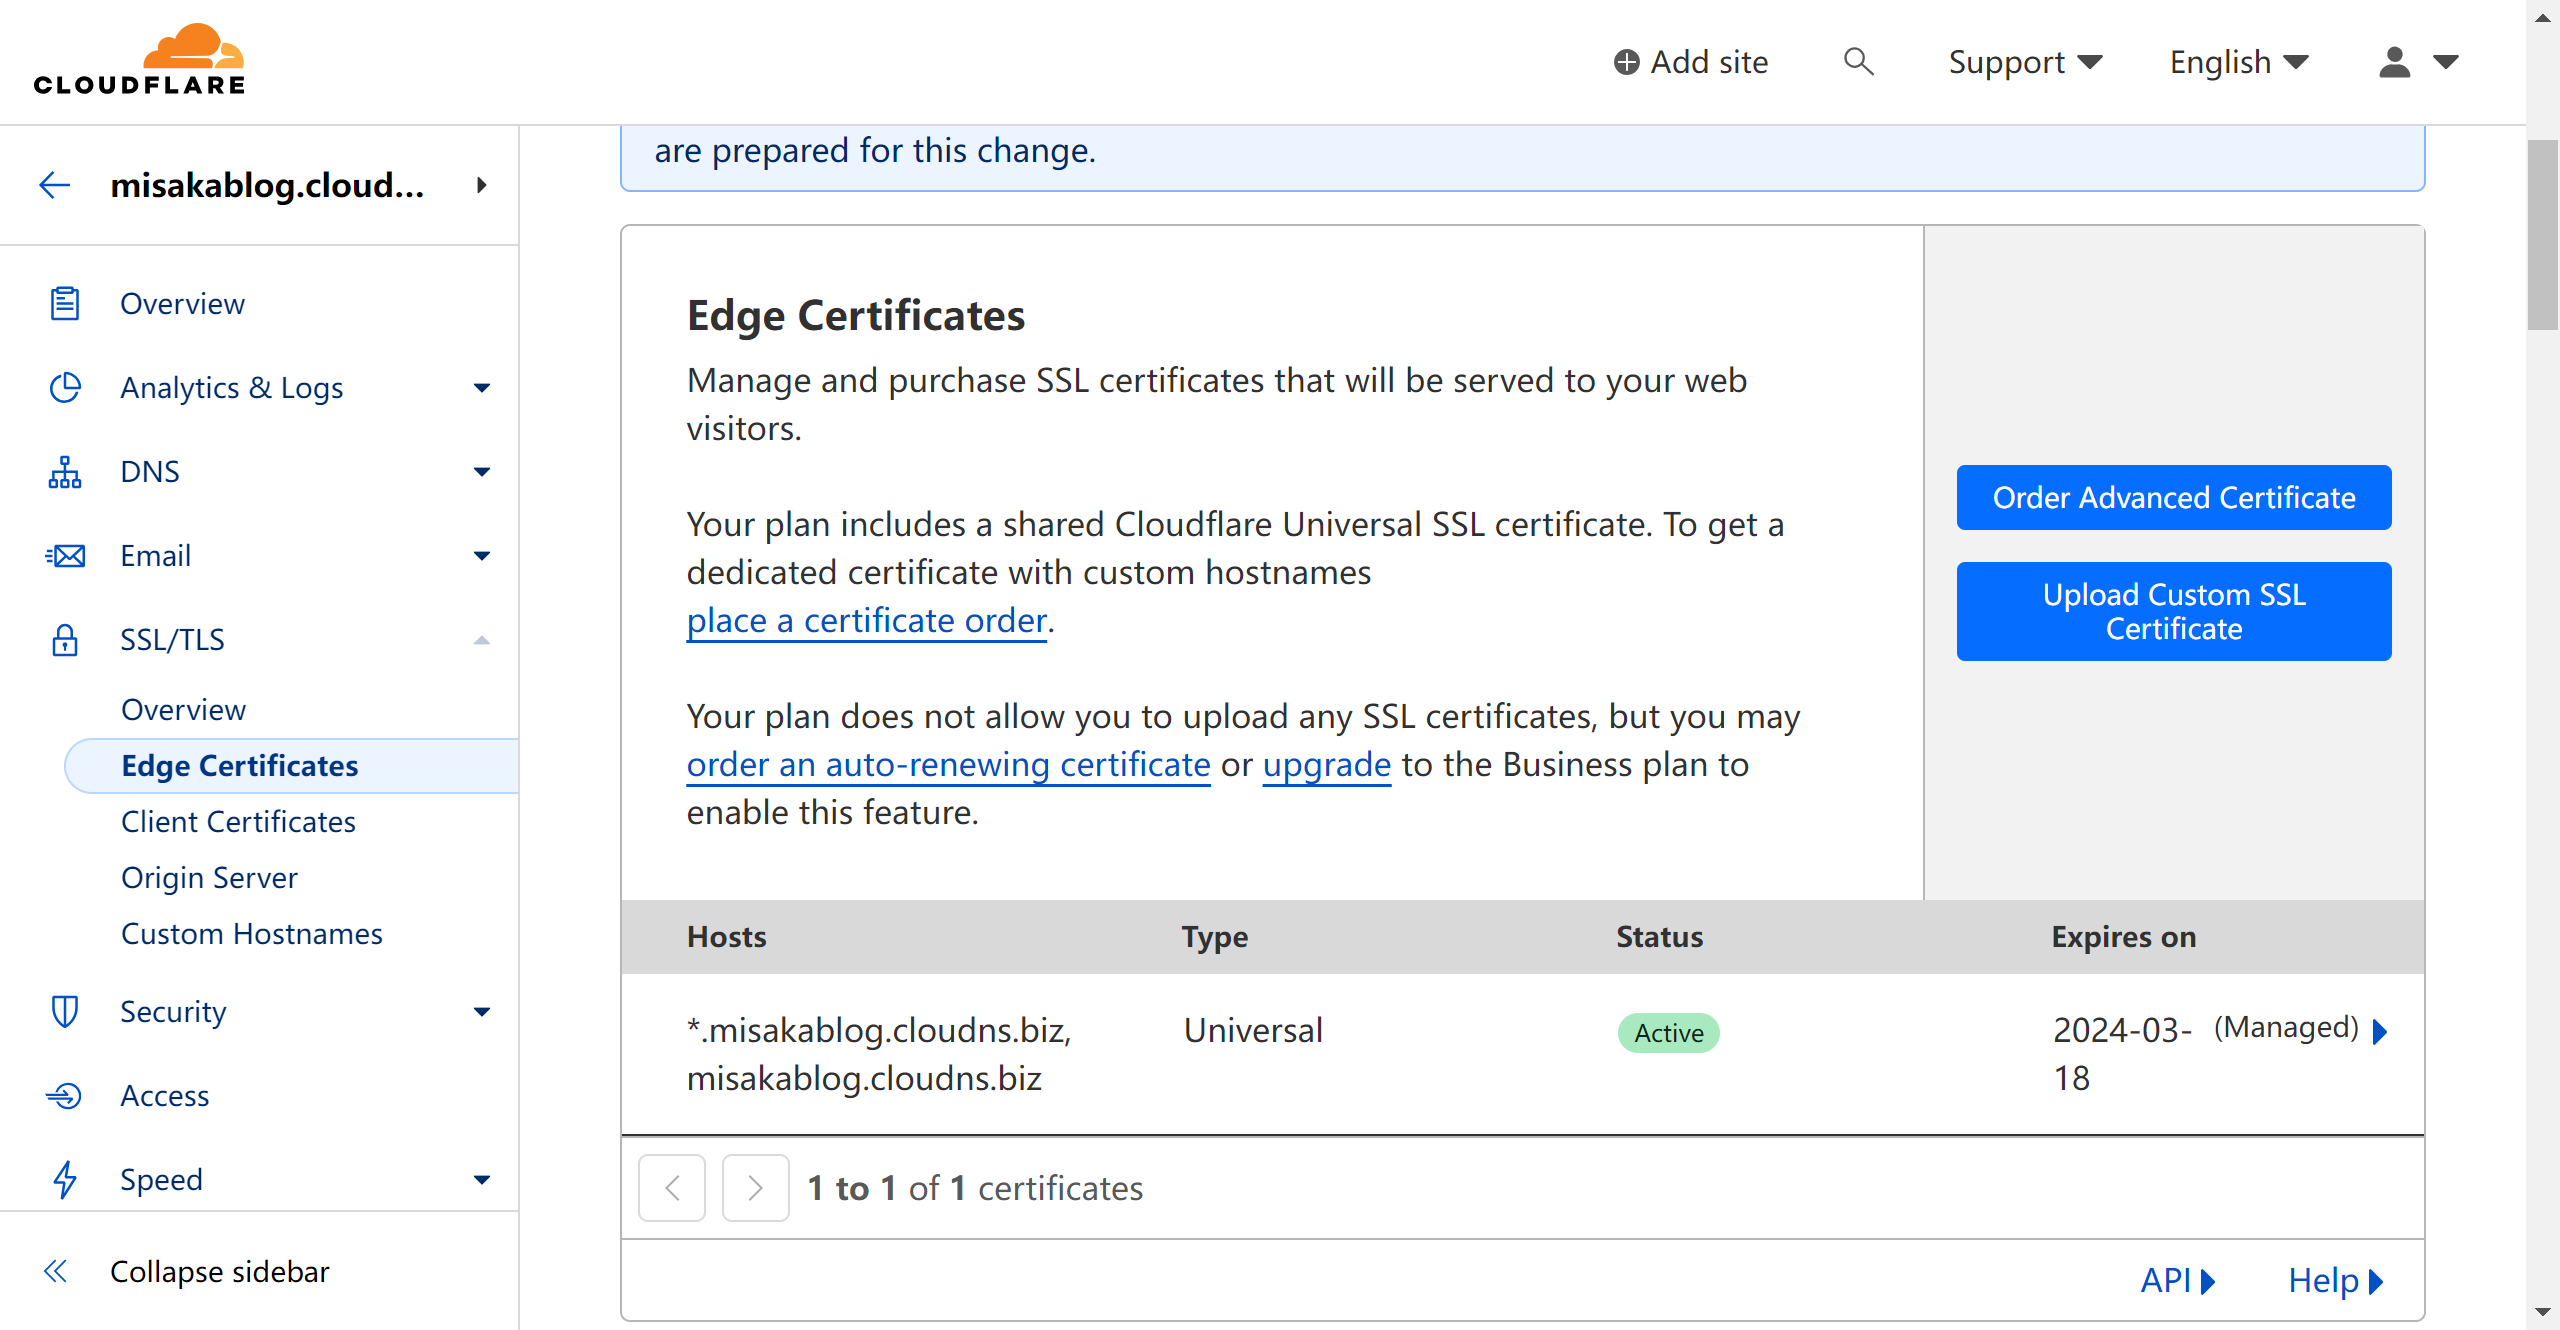 CLOUDFLARE
Add site
Support
English
misakablog.cloud...
Overview
Analytics & Logs
DNS
Email
SSL/TLS
Overview
Edge Certificates
Client Certificates
Origin Server
Custom Hostnames
Security
Access
Speed
Collapse sidebar
are prepared for this change.
Edge Certificates
Manage and purchase SSL certificates that will be served to your web
visitors.
Your plan includes a shared Cloudflare Universal SSL certificate. To get a
dedicated certificate with custom hostnames
place a certificate order.
Your plan does not allow you to upload any SSL certificates, but you may
order an auto-renewing certificate or upgrade to the Business plan to
enable this feature.
Order Advanced Certificate
Upload Custom SSL
Certificate
Hosts Type Status Expires on
*.misakablog.cloudns.biz, Universal Active 2024-03- (Managed)
misakablog.cloudns.biz 18
1 to 1 of 1 certificates
API Help